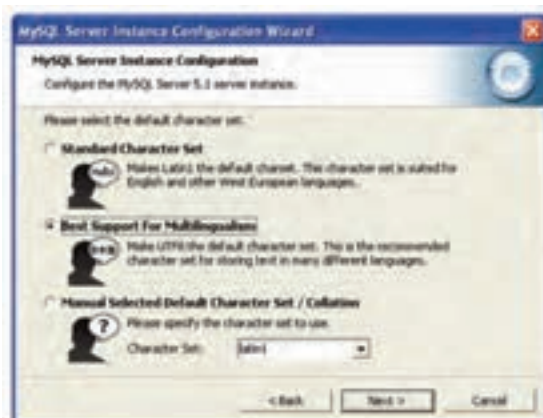 MySQL Server Instance Configuration Wizard
MySQL Server Instance Configuration
Configure the MySQL Server 5.1 server instance.
Please select the default character set.
Standard Character Set
Makes Latin1 the default charset. This character set is suited for
English and other West European languages.
Best Support For Multilingualism
Make UTF8 the default character set. This is the recommended
character set for storing text in many different languages.
Manual Selected Default Character Set / Collation
?
Please specify the character set to use.
Character Set:
latin1
< Back
Next >
Cancel